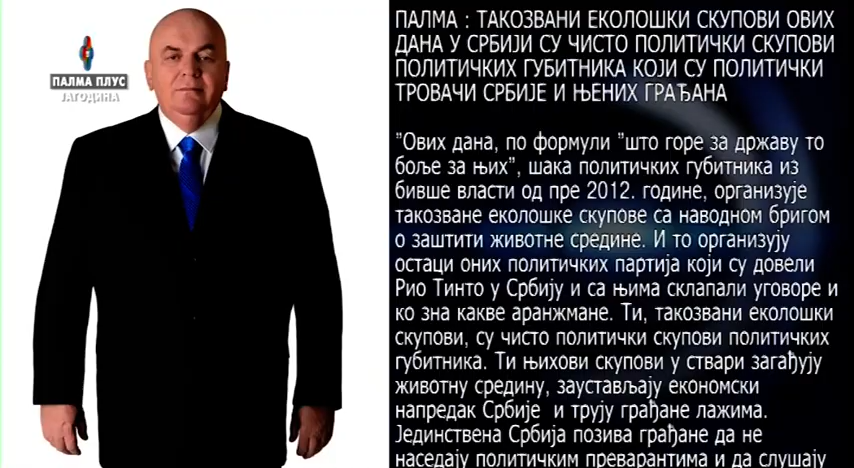 ПАЛМА ПЛУС
ЈАГОДИНА
ПАЛМА : ТАКОЗВАНИ ЕКОЛОШКИ СКУПОВИ ОВИХ
ДАНА У СРБИЈИ СУ ЧИСТО ПОЛИТИЧКИ СКУПОВИ
ПОЛИТИЧКИХ ГУБИТНИКА КОЈИ СУ ПОЛИТИЧКИ
ТРОВАЧИ СРБИЈЕ И ЊЕНИХ ГРАЂАНА
"Ових дана, по формули "што горе за државу то
боље за њих", шака политичких губитника из
бивше власти од пре 2012. године, организује
такозване еколошке скупове са наводном бригом
о заштити животне средине. И то организују
остаци оних политичких партија који су довели
Рио Тинто у Србију и са њима склапали уговоре и
ко зна какве аранжмане. Ти, такозвани еколошки
скупови, су чисто политички скупови политичких
губитника. Ти њихови скупови у ствари загађују
животну средину, заустављају економски
напредак Србије и трују грађане лажима.
Јединствена Србија позива грађане да не
наседају политичким преварантима и да слушају